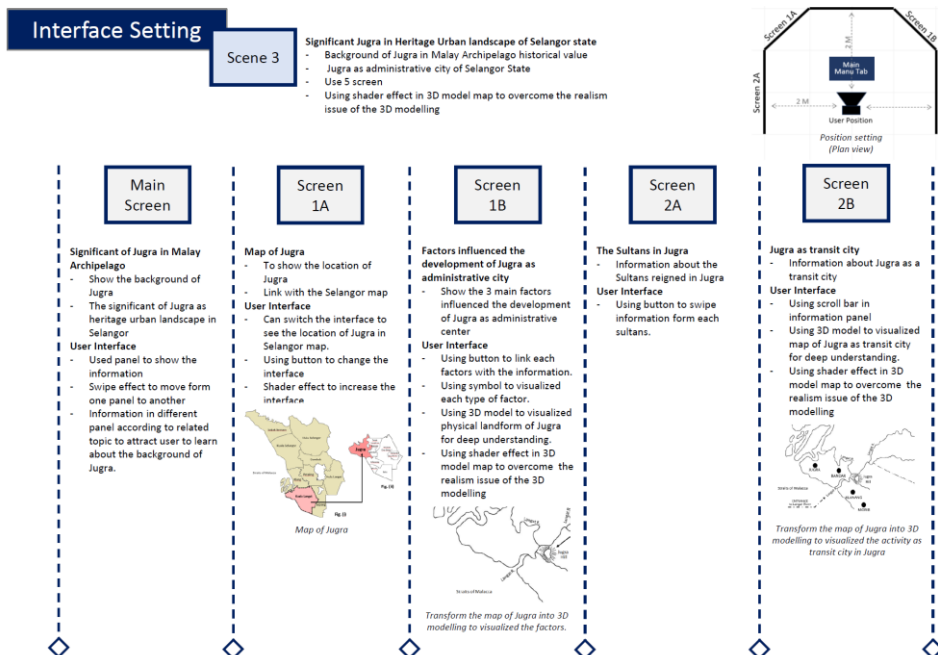 Interface Setting
Scene 3
Significant Jugra in Heritage Urban landscape of Selangor state
- Background of Jugra in Malay Archipelago historical value
- Jugra as administrative city of Selangor State
- Use 5 screen
- Using shader effect in 3D model map to overcome the realism
issue of the 3D modelling
Screen 1A
Screen 1B
Screen 2A
2 M
Main
Manu Tab
2 M
User Position
Position setting
(Plan view)
Main
Screen
Significant of Jugra in Malay
Archipelago
- Show the background of
Jugra
- The significant of Jugra as
heritage urban landscape in
Selangor
User Interface
- Used panel to show the
information
- Swipe effect to move form
one panel to another
- Information in different
panel according to related
topic to attract user to learn
about the background of
Jugra.
Screen
1A
Map of Jugra
- To show the location of
Jugra
- Link with the Selangor map
User Interface
- Can switch the interface to
see the location of Jugra in
Selangor map.
- Using button to change the
interface
- Shader effect to increase the
interface
Jugra
Map of Jugra
Screen
1B
Factors influenced the
development of Jugra as
administrative city
- Show the 3 main factors
influenced the development
of Jugra as administrative
center
User Interface
- Using button to link each
factors with the information.
- Using symbol to visualized
each type of factor.
- Using 3D model to visualized
physical landform of Jugra
for deep understanding.
- Using shader effect in 3D
model map to overcome the
realism issue of the 3D
modelling
Straits of Malacca
Transform the map of Jugra into 3D
modelling to visualized the factors.
Screen
2A
The Sultans in Jugra
- Information about the
Sultans reigned in Jugra
User Interface
- Using button to swipe
information form each
sultans.
Screen
2B
Jugra as transit city
- Information about Jugra as a
transit city
User Interface
- Using scroll bar in
information panel
- Using 3D model to visualized
map of Jugra as transit city
for deep understanding.
- Using shader effect in 3D
model map to overcome the
realism issue of the 3D
modelling
Straits of Malacca
Transform the map of Jugra into 3D
modelling to visualized the activity as
transit city in Jugra